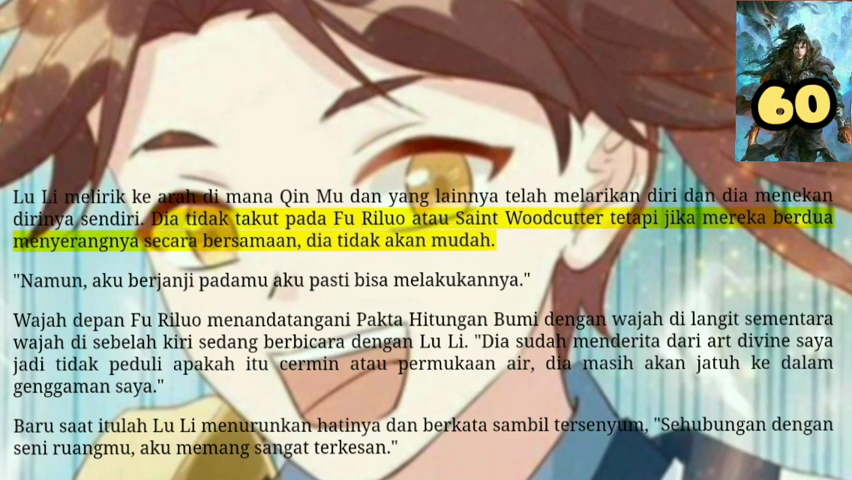 60
Lu Li melirik ke arah di mana Qin Mu dan yang lainnya telah melarikan diri dan dia menekan
dirinya sendiri. Dia tidak takut pada Fu Riluo atau Saint Woodcutter tetapi jika mereka berdua
menyerangnya secara bersamaan, dia tidak akan mudah.
"Namun, aku berjanji padamu aku pasti bisa melakukannya."
Wajah depan Fu Riluo menandatangani Pakta Hitungan Bumi dengan wajah di langit sementara
wajah di sebelah kiri sedang berbicara dengan Lu Li. "Dia sudah menderita dari art divine saya
jadi tidak peduli apakah itu cermin atau permukaan air, dia masih akan jatuh ke dalam
genggaman saya."
Baru saat itulah Lu Li menurunkan hatinya dan berkata sambil tersenyum, "Sehubungan dengan
seni ruangmu, aku memang sangat terkesan."